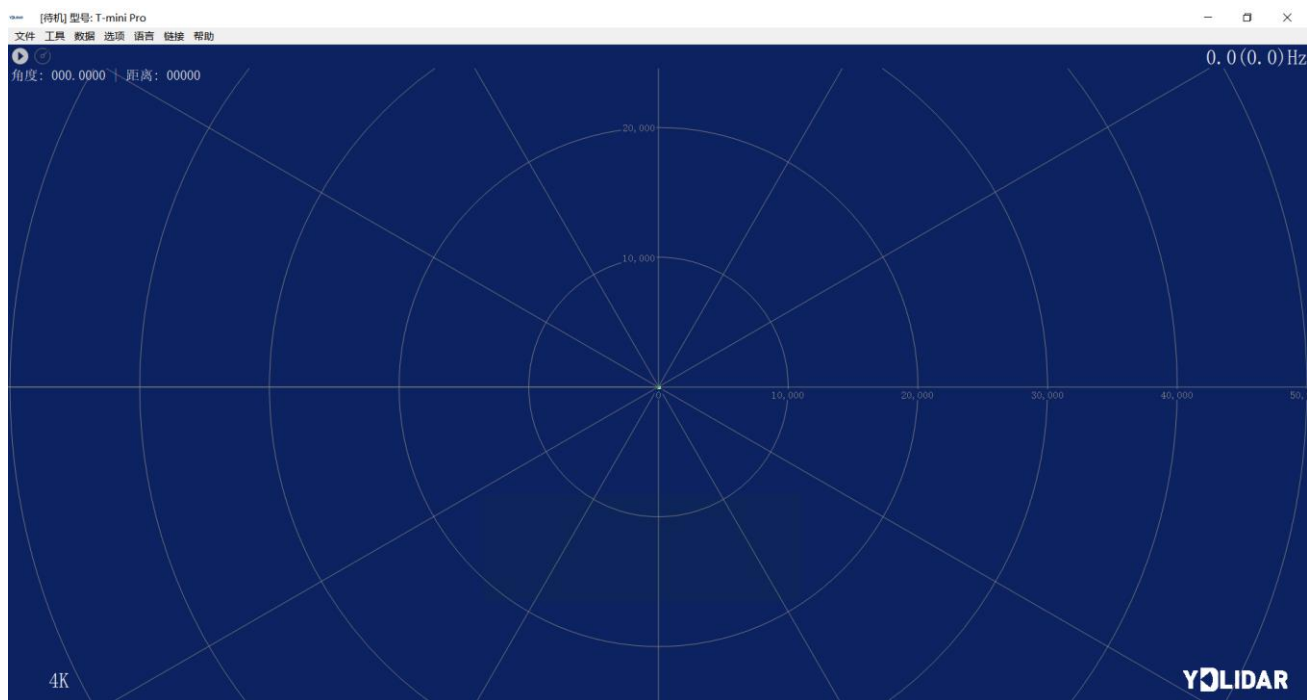 [待机] 型号: T-mini Pro
文件 工具 数据 选项 语言 链接 帮助
0.0(0.0)Hz
角度: 000.0000 | 距离: 00000
20,000
10,000
0 10,000 20,000 30,000 40,000 50,
4K
YDLIDAR